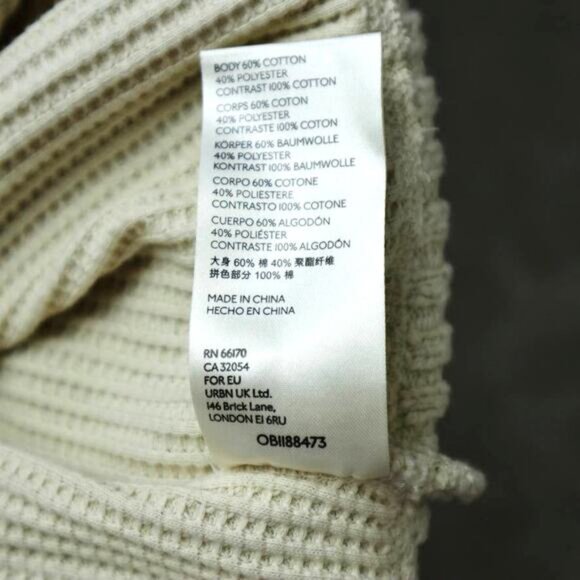 BODY 60% COTTON
40% POLYESTER
CONTRAST 100% COTTON
CORPS 60% COTON
40% POLYESTER
CONTRASTE 100% COTON
KÖRPER 60% BAUMWOLLE
40% POLYESTER
KONTRAST 100% BAUMWOLLE
CORPO 60% COTONE
40% POLIESTERE
CONTRASTO 100% COTONE
CUERPO 60% ALGODÓN
40% POLIÉSTER
CONTRASTE 100% ALGODÓN
大身 60% 棉 40% 聚酯纤维
拼色部分 100% 棉
MADE IN CHINA
HECHO EN CHINA
RN 66170
CA 32054
FOR EU
URBN UK Ltd.
146 Brick Lane,
LONDON E1 6RU
OB1188473